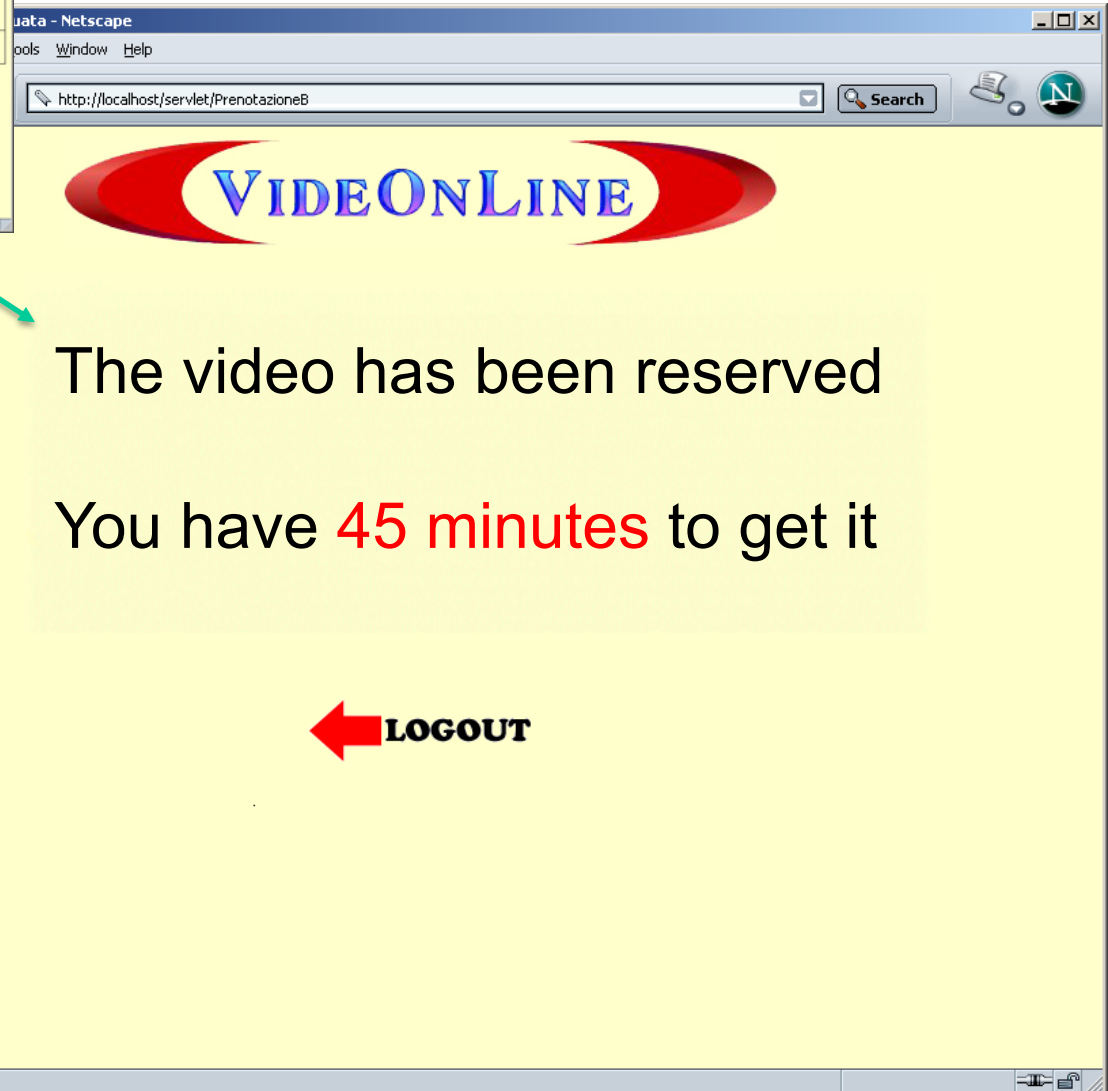 uata - Netscape
ools Window Help
http://localhost/servlet/PrenotazioneB
Search
N
VIDEONLINE
The video has been reserved
You have 45 minutes to get it
LOGOUT
.